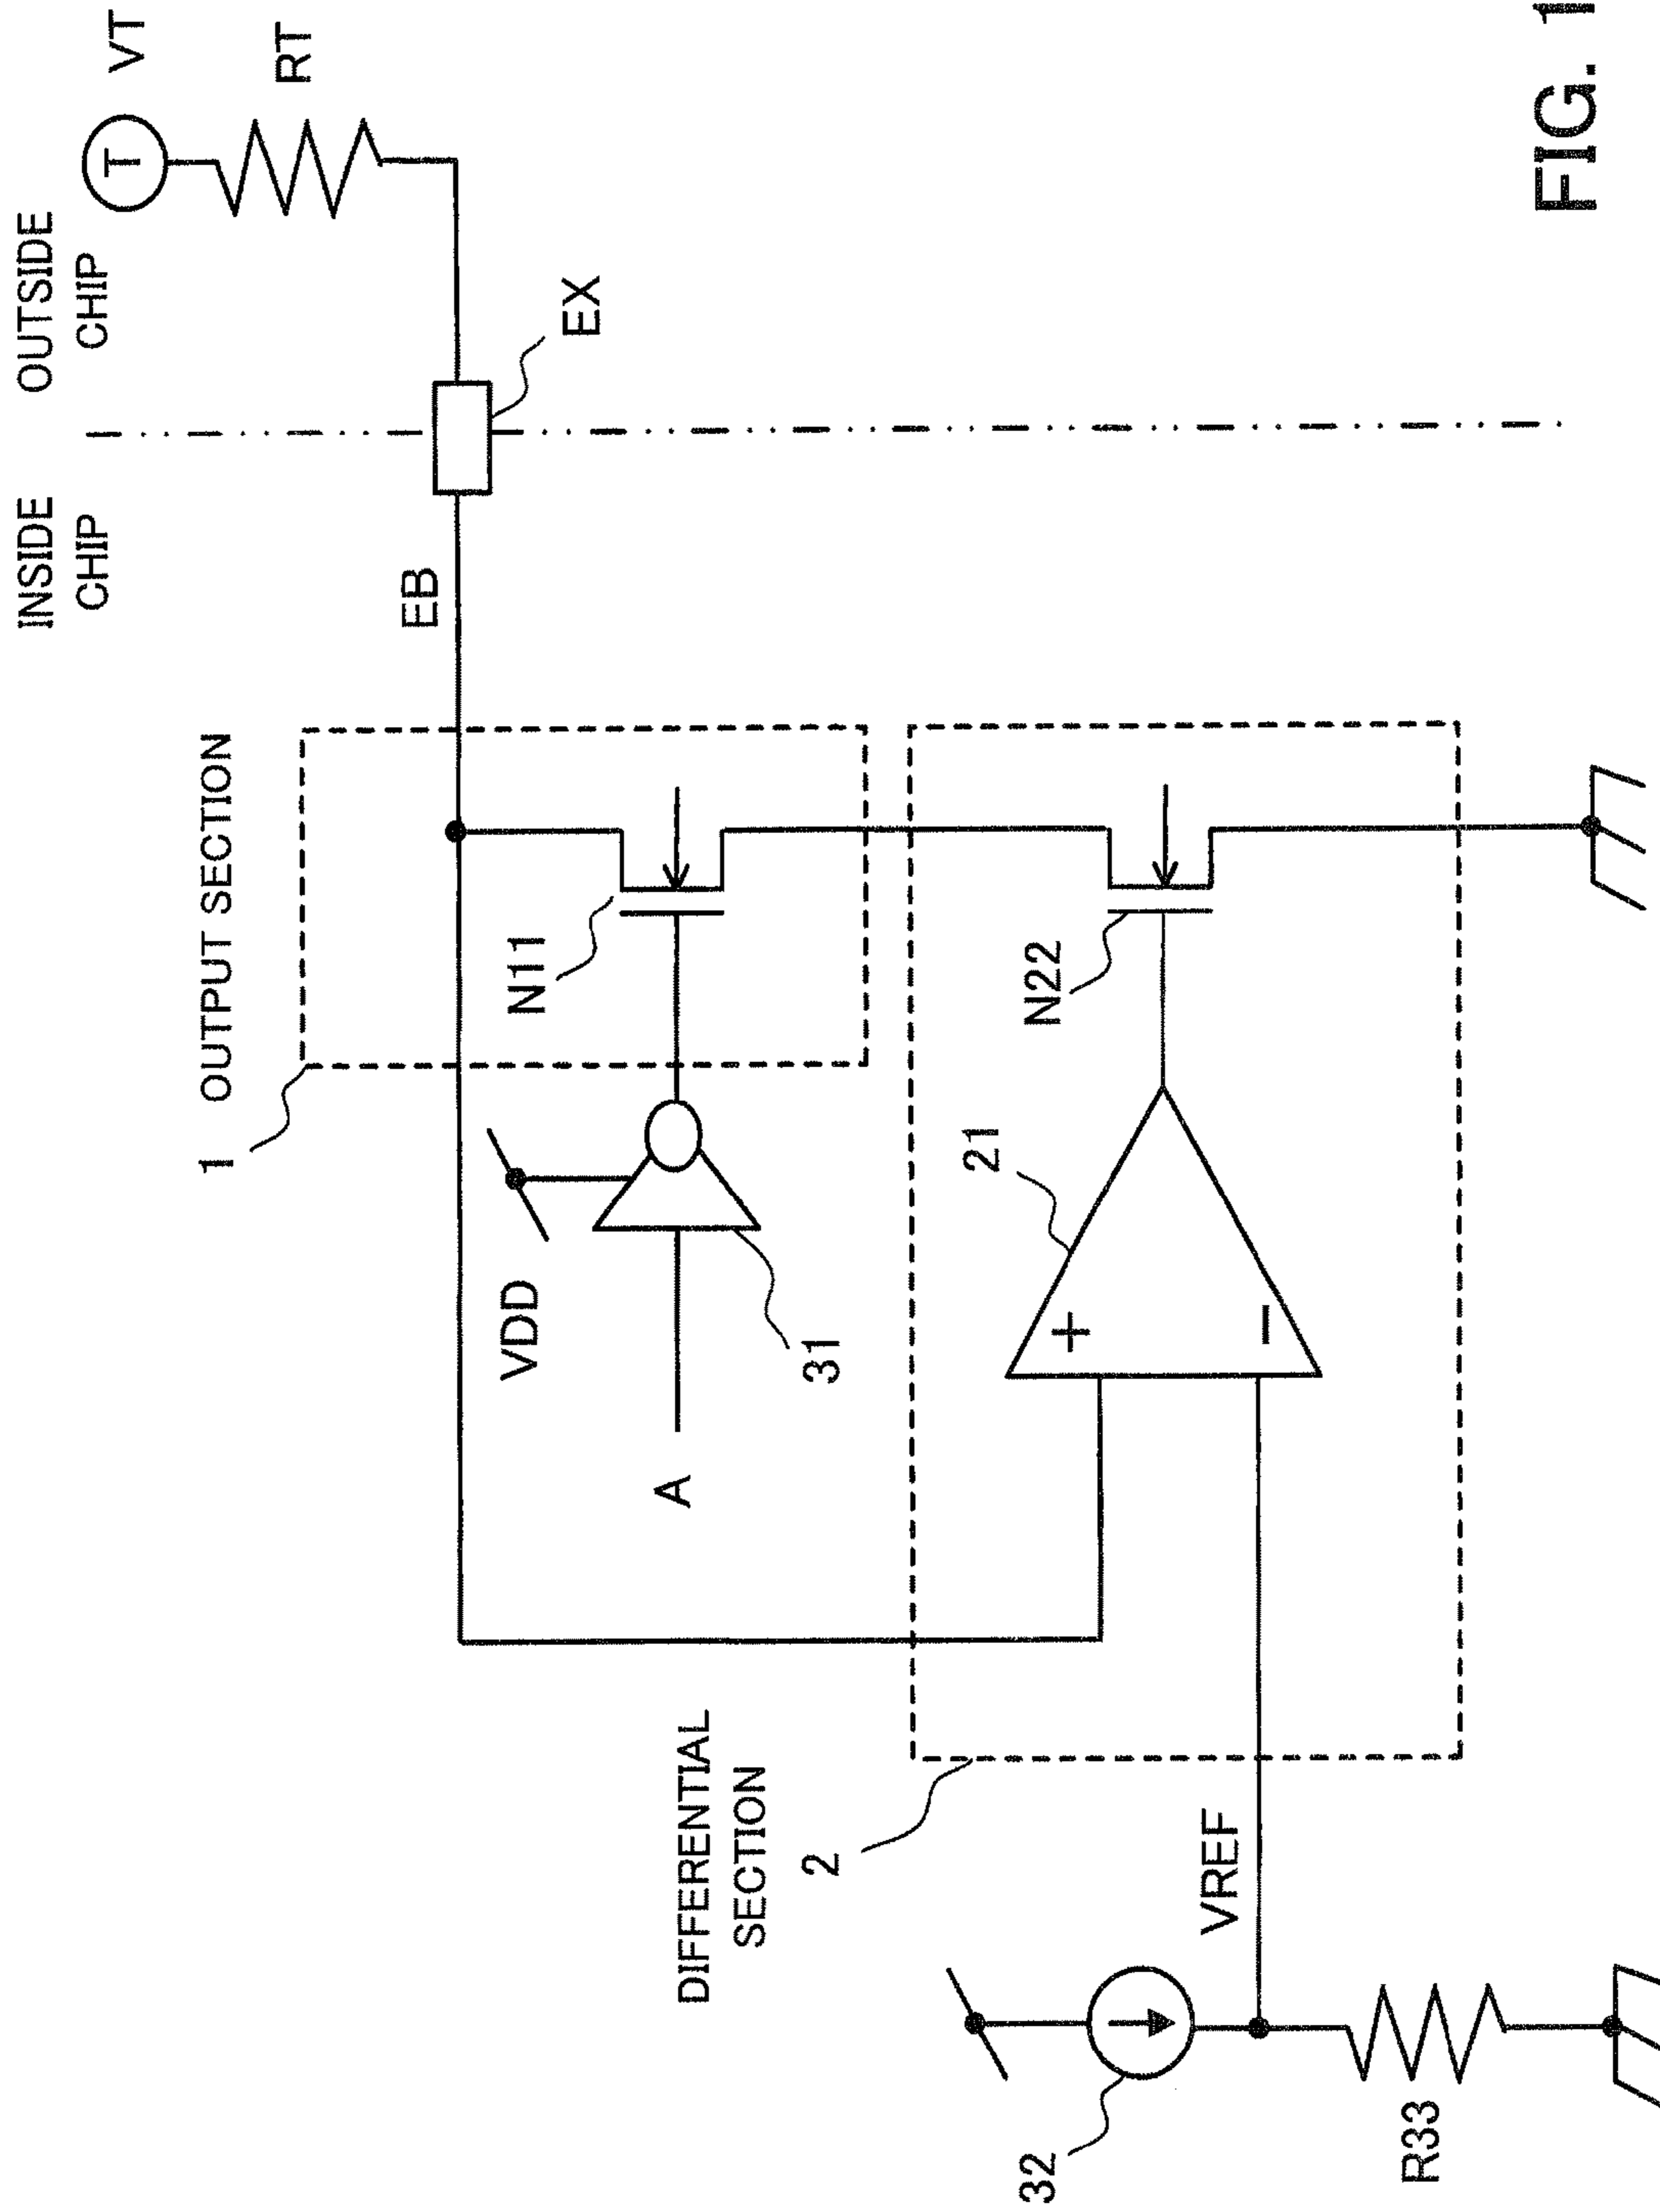 INSIDE
CHIP
OUTSIDE
CHIP
T
VT
RT
EB
EX
1
OUTPUT SECTION
N11
VDD
A
31
DIFFERENTIAL
SECTION
2
21
+
−
N22
VREF
32
R33
FIG. 1